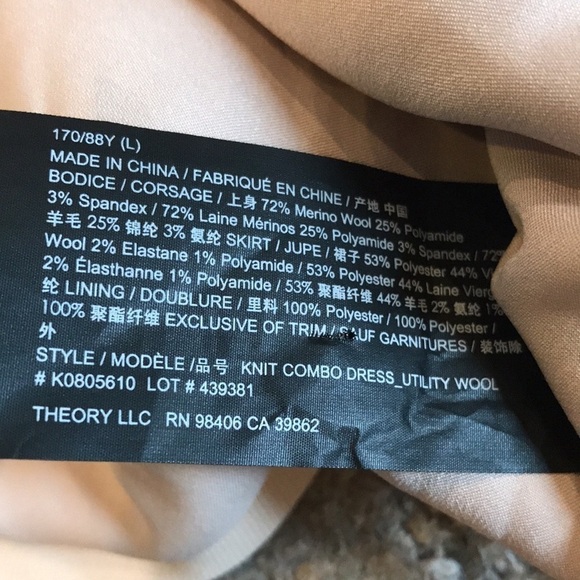 170/88Y (L)
MADE IN CHINA / FABRIQUÉ EN CHINE / 产地 中国
BODICE / CORSAGE / 上身 72% Merino Wool 25% Polyamide
3% Spandex / 72% Laine Mérinos 25% Polyamide 3% Spandex / 72%
羊毛 25% 锦纶 3% 氨纶 SKIRT / JUPE / 裙子 53% Polyester 44%
Wool 2% Elastane 1% Polyamide / 53% Polyester 44% Laine Vierg
2% Élasthanne 1% Polyamide / 53% 聚酯纤维 44% 羊毛 2% 氨纶 1%
纶 LINING / DOUBLURE / 里料 100% Polyester / 100% Polyester /
100% 聚酯纤维 EXCLUSIVE OF TRIM / SAUF GARNITURES / 装饰除
外
STYLE / MODÈLE /品号 KNIT COMBO DRESS_UTILITY WOOL
# K0805610 LOT # 439381
THEORY LLC RN 98406 CA 39862